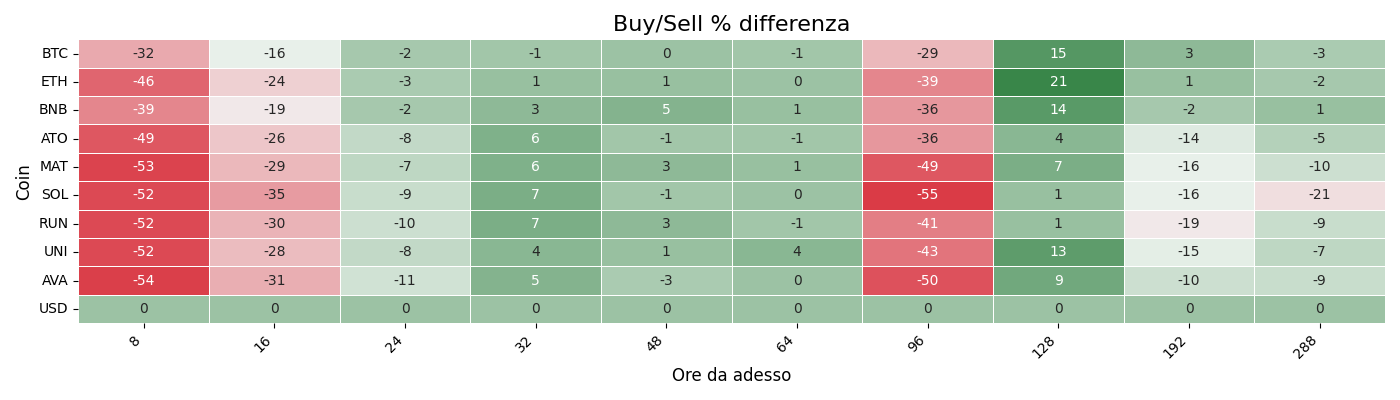 Buy/Sell % differenza
Coin
BTC -32 -16 -2 -1 0 -1 -29 15 3 -3
ETH -46 -24 -3 1 1 0 -39 21 1 -2
BNB -39 -19 -2 3 5 1 -36 14 -2 1
ATO -49 -26 -8 6 -1 -1 -36 4 -14 -5
MAT -53 -29 -7 6 3 1 -49 7 -16 -10
SOL -52 -35 -9 7 -1 0 -55 1 -16 -21
RUN -52 -30 -10 7 3 -1 -41 1 -19 -9
UNI -52 -28 -8 4 1 4 -43 13 -15 -7
AVA -54 -31 -11 5 -3 0 -50 9 -10 -9
USD 0 0 0 0 0 0 0 0 0 0
8 16 24 32 48 64 96 128 192 288
Ore da adesso